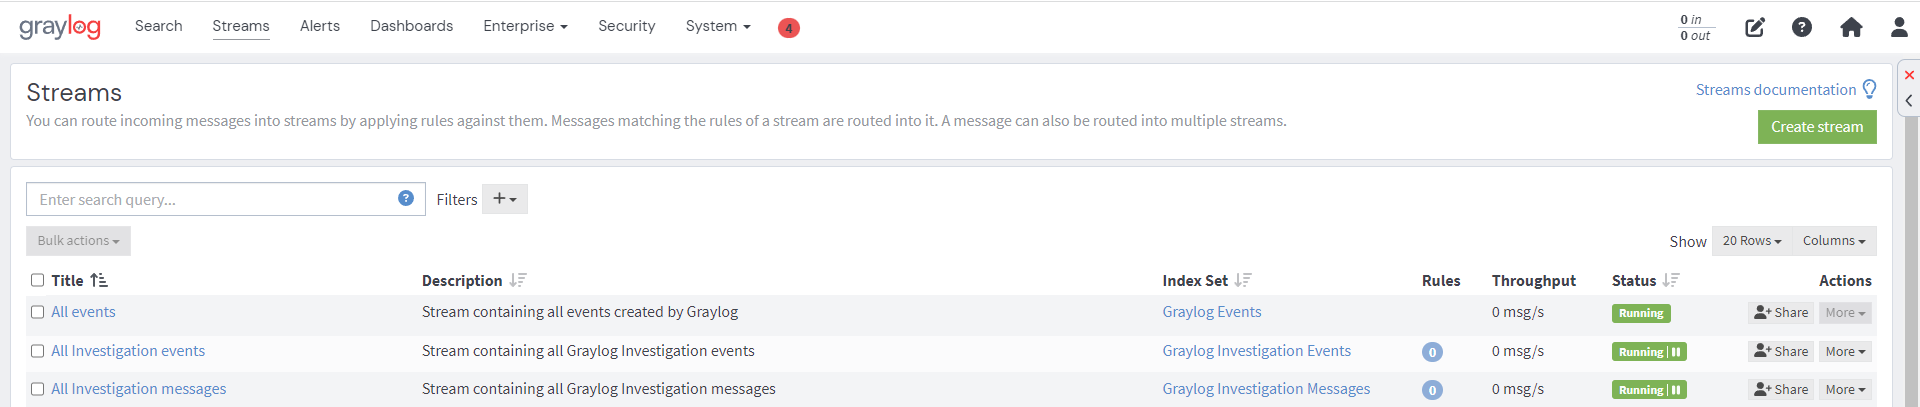 graylog Search Streams Alerts Dashboards Enterprise Security System 4 0 in
0 out
Streams
Streams documentation
You can route incoming messages into streams by applying rules against them. Messages matching the rules of a stream are routed into it. A message can also be routed into multiple streams.
Create stream
Enter search query... ? Filters +
Bulk actions Show 20 Rows Columns
Title Description Index Set Rules Throughput Status Actions
All events Stream containing all events created by Graylog Graylog Events 0 msg/s Running Share More
All Investigation events Stream containing all Graylog Investigation events Graylog Investigation Events 0 0 msg/s Running Share More
All Investigation messages Stream containing all Graylog Investigation messages Graylog Investigation Messages 0 0 msg/s Running Share More